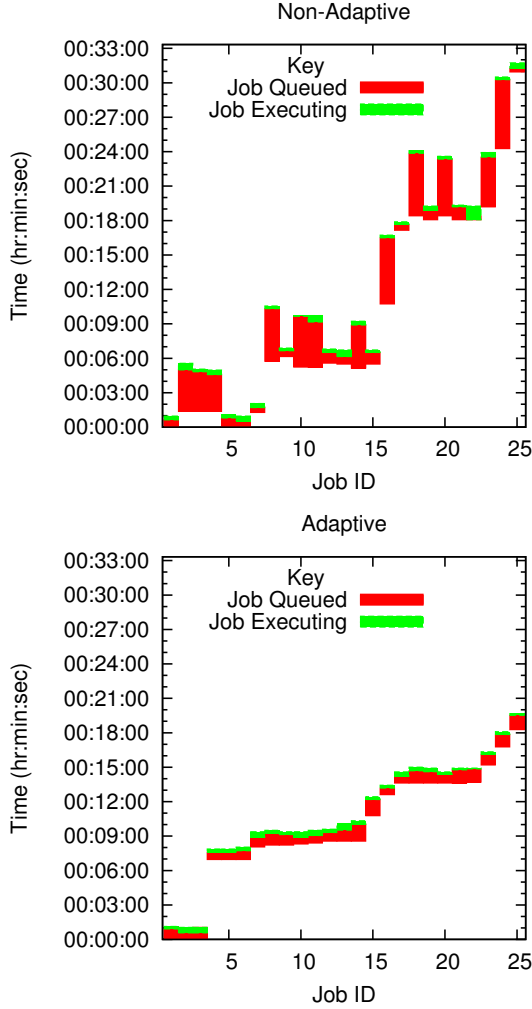 Non-Adaptive
00:33:00
00:30:00
00:27:00
00:24:00
00:21:00
00:18:00
00:15:00
00:12:00
00:09:00
00:06:00
00:03:00
00:00:00
Time (hr:min:sec)
Key
Job Queued
Job Executing
5 10 15 20 25
Job ID
Adaptive
00:33:00
00:30:00
00:27:00
00:24:00
00:21:00
00:18:00
00:15:00
00:12:00
00:09:00
00:06:00
00:03:00
00:00:00
Time (hr:min:sec)
Key
Job Queued
Job Executing
5 10 15 20 25
Job ID